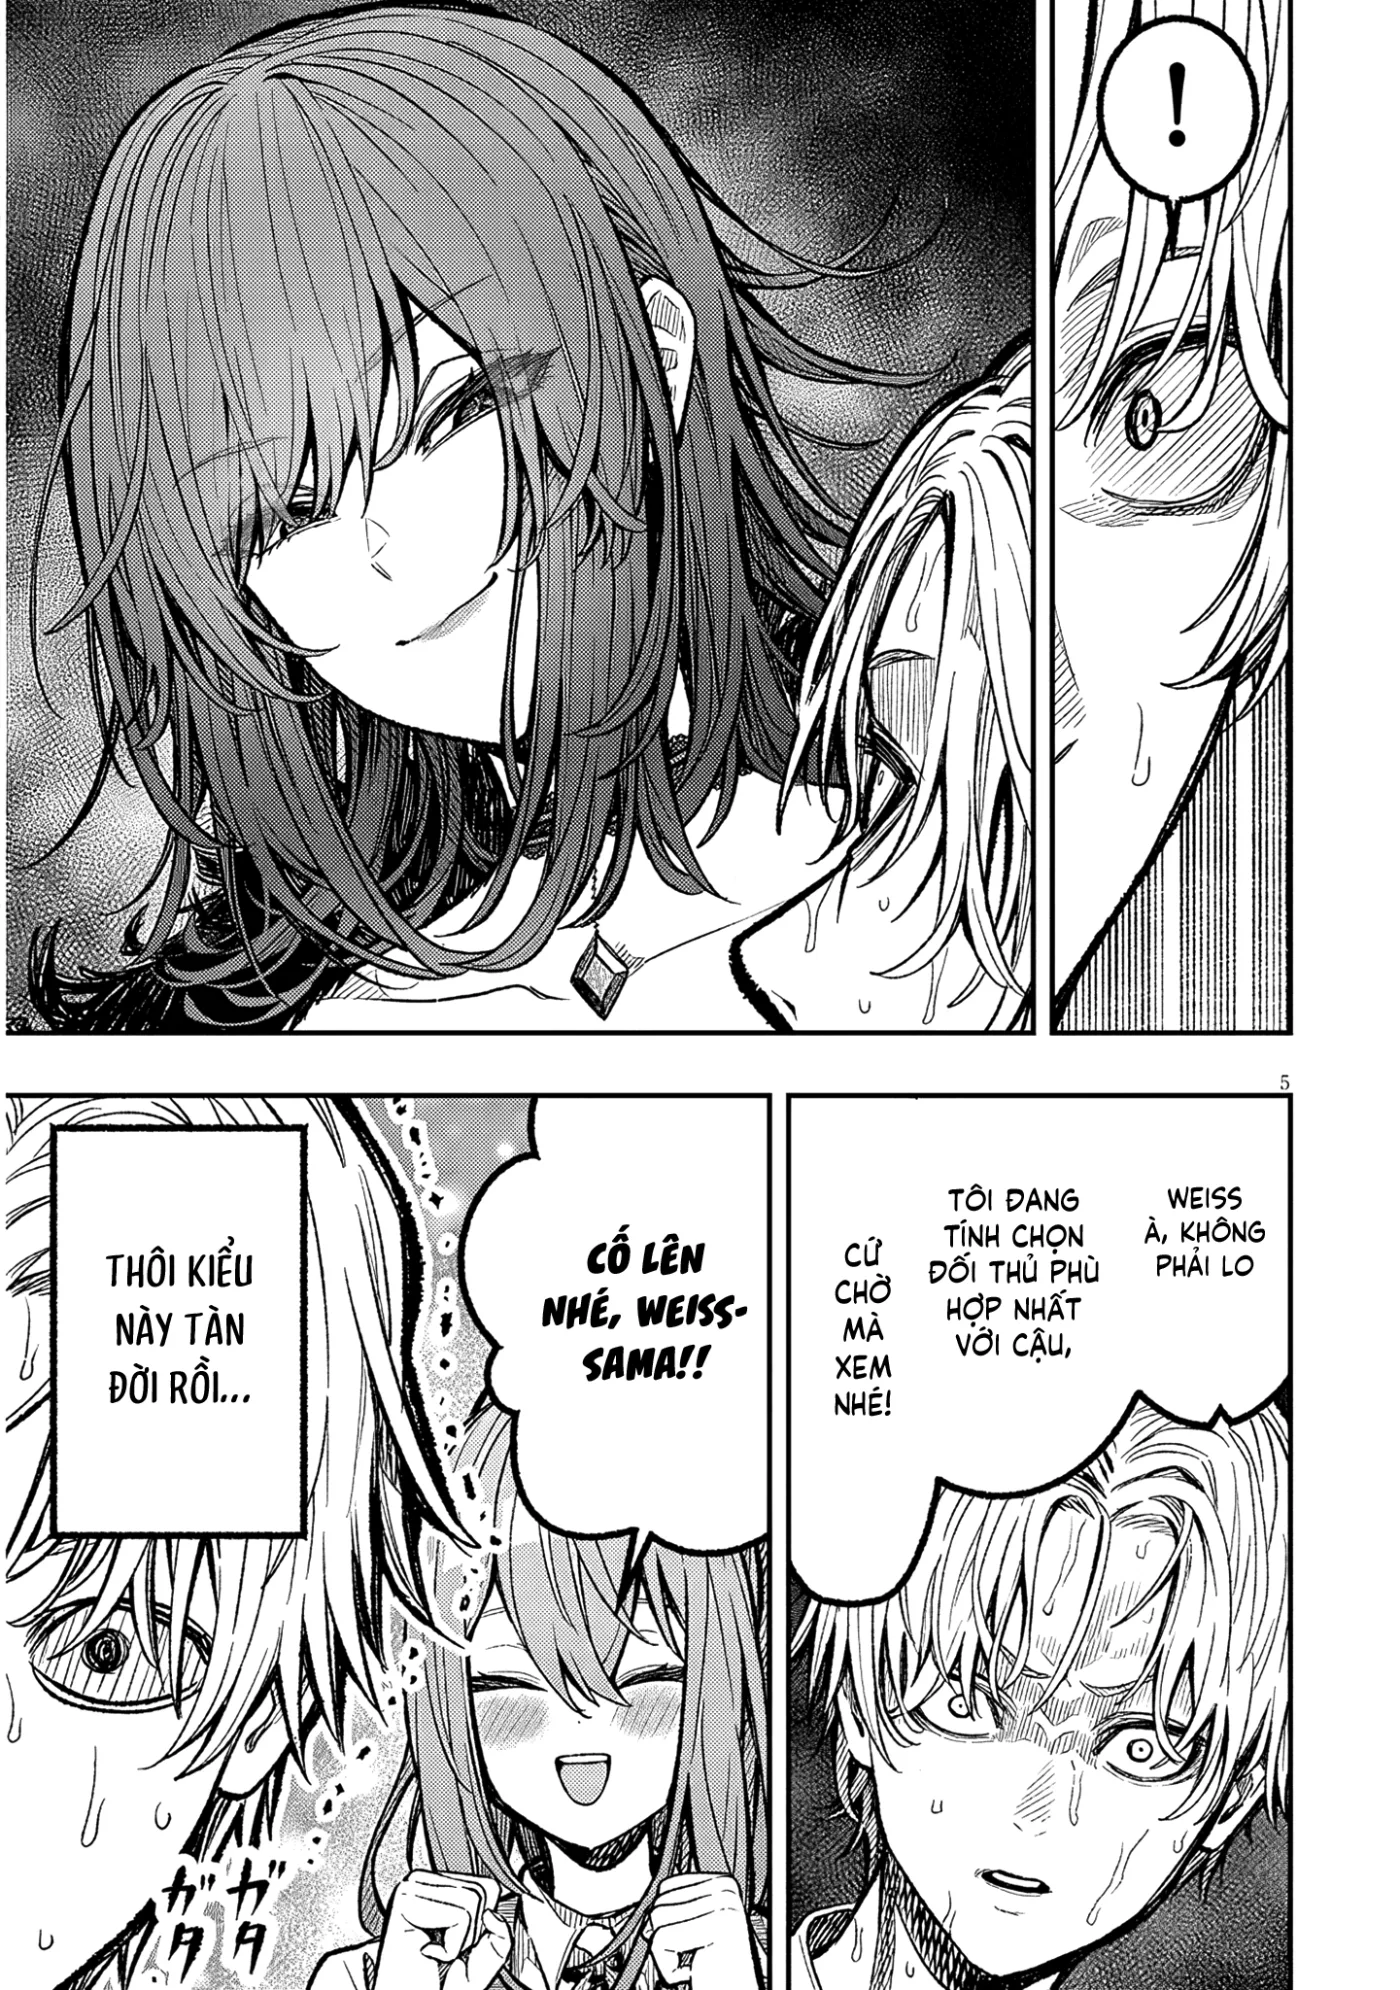 !
5
WEISS
À, KHÔNG
PHẢI LO
TÔI ĐANG
TÍNH CHỌN
ĐỐI THỦ PHÙ
HỢP NHẤT
VỚI CẬU,
CỨ
CHỜ
MÀ
XEM
NHÉ!
CỐ LÊN
NHÉ, WEISS-
SAMA!!
THÔI KIỂU
NÀY TÀN
ĐỜI RỒI...
ガタ
ガタ